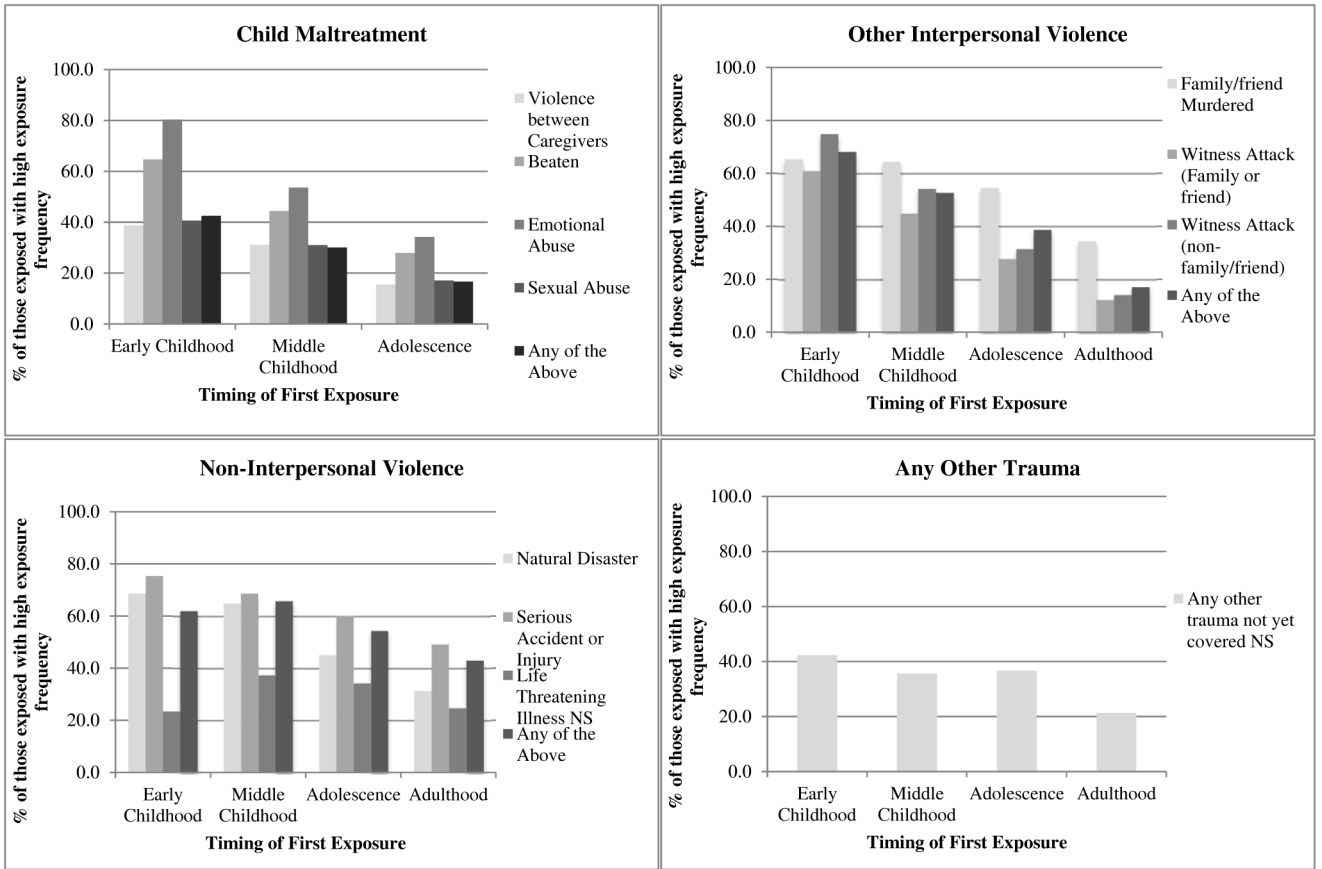 Child Maltreatment
% of those exposed with high exposure
frequency
100.0
80.0
60.0
40.0
20.0
0.0
Early Childhood
Middle
Childhood
Adolescence
Timing of First Exposure
Violence
between
Caregivers
Beaten
Emotional
Abuse
Sexual Abuse
Any of the
Above
Other Interpersonal Violence
% of those exposed with high exposure
frequency
100.0
80.0
60.0
40.0
20.0
0.0
Early
Childhood
Middle
Childhood
Adolescence
Adulthood
Timing of First Exposure
Family/friend
Murdered
Witness Attack
(Family or
friend)
Witness Attack
(non-
family/friend)
Any of the
Above
Non-Interpersonal Violence
% of those exposed with high exposure
frequency
100.0
80.0
60.0
40.0
20.0
0.0
Early
Childhood
Middle
Childhood
Adolescence
Adulthood
Timing of First Exposure
Natural Disaster
Serious
Accident or
Injury
Life
Threatening
Illness NS
Any of the
Above
Any Other Trauma
% of those exposed with high exposure
frequency
100.0
80.0
60.0
40.0
20.0
0.0
Early
Childhood
Middle
Childhood
Adolescence
Adulthood
Timing of First Exposure
Any other
trauma not yet
covered NS